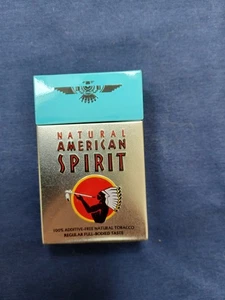 NATURAL
AMERICAN
SPIRIT
100% ADDITIVE-FREE NATURAL TOBACCO
REGULAR FULL-BODIED TASTE